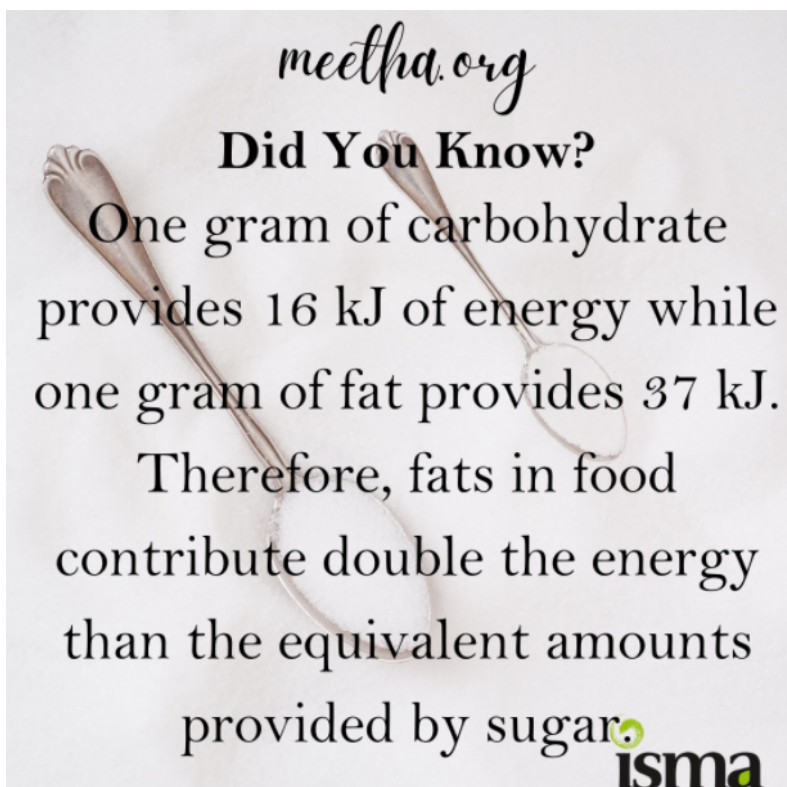 meetha.org
Did You Know?
One gram of carbohydrate
provides 16 kJ of energy while
one gram of fat provides 37 kJ.
Therefore, fats in food
contribute double the energy
than the equivalent amounts
provided by sugar.
isma